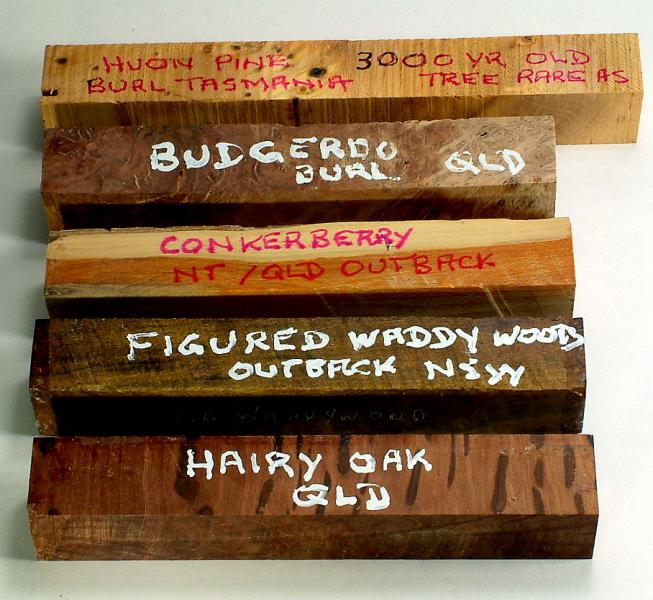 HUON PINE 3000 YR OLD
BURL TASMANIA TREE RARE AS
BUDGEROO QLD
BURL.
CONKERBERRY
NT/QLD OUTBACK
FIGURED WADDY WOOD
OUTBACK NSW
WADDYWOOD
HAIRY OAK
QLD